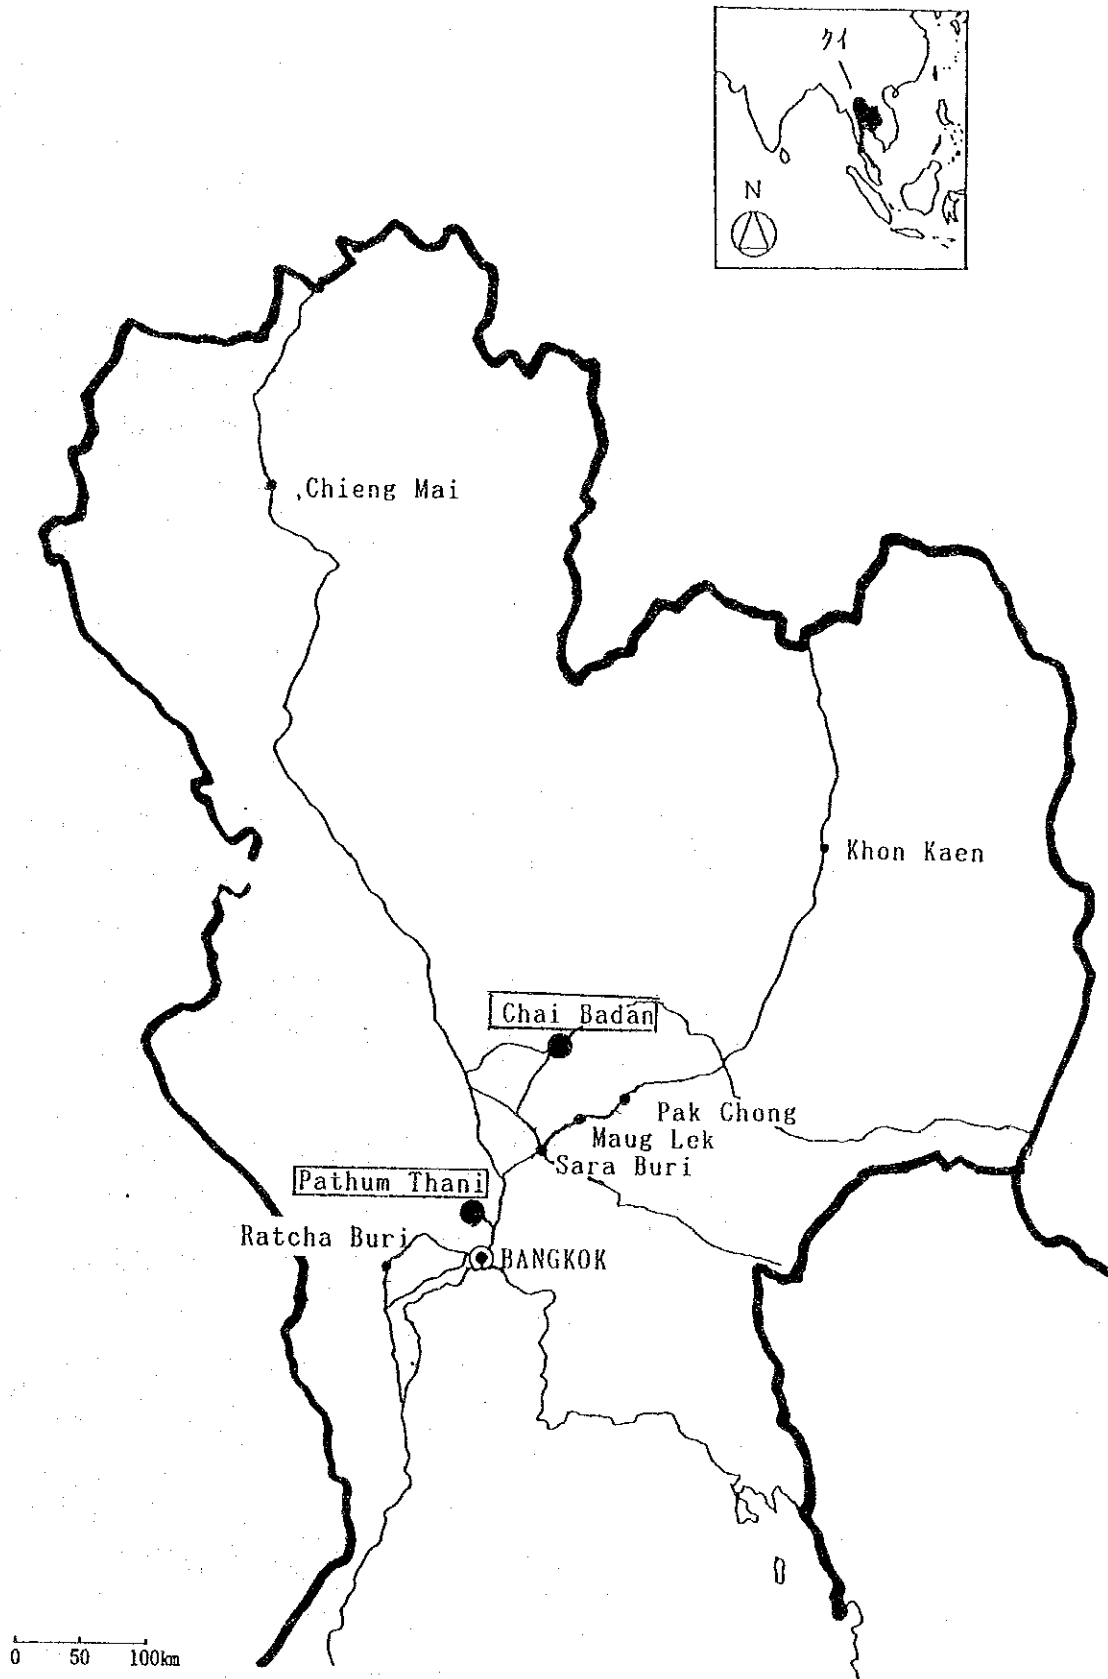 タイ
N
Chieng Mai
Khon Kaen
Chai Badan
Pak Chong
Maug Lek
Sara Buri
Pathum Thani
Ratcha Buri
BANGKOK
0 50 100km